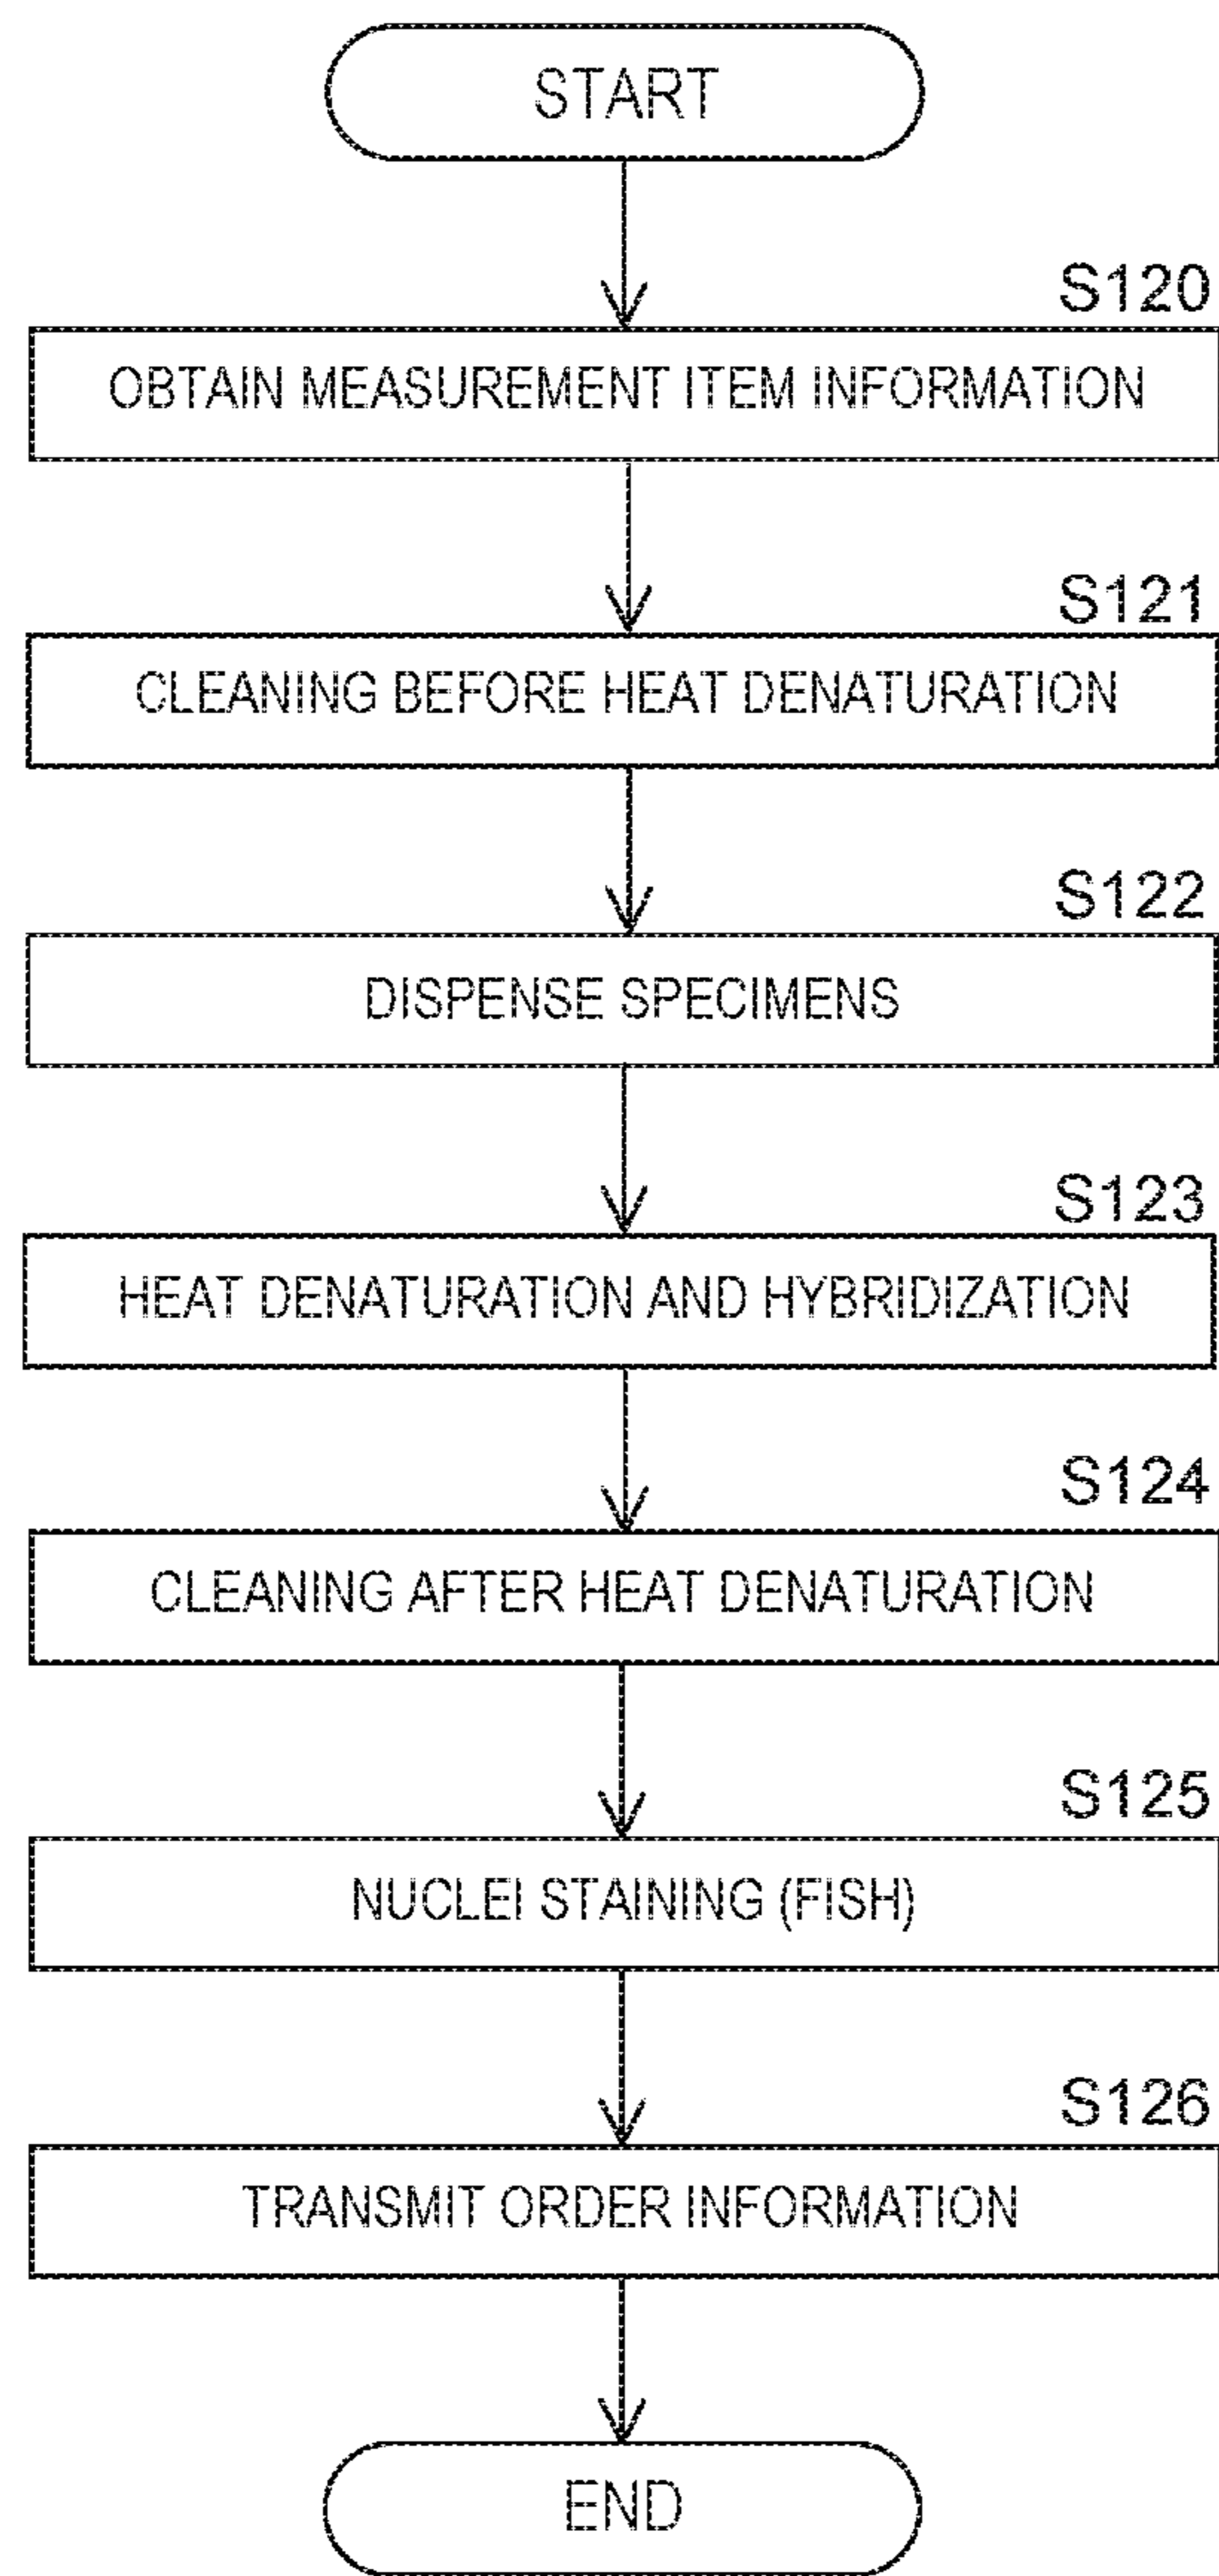 START
S120
OBTAIN MEASUREMENT ITEM INFORMATION
S121
CLEANING BEFORE HEAT DENATURATION
S122
DISPENSE SPECIMENS
S123
HEAT DENATURATION AND HYBRIDIZATION
S124
CLEANING AFTER HEAT DENATURATION
S125
NUCLEI STAINING (FISH)
S126
TRANSMIT ORDER INFORMATION
END